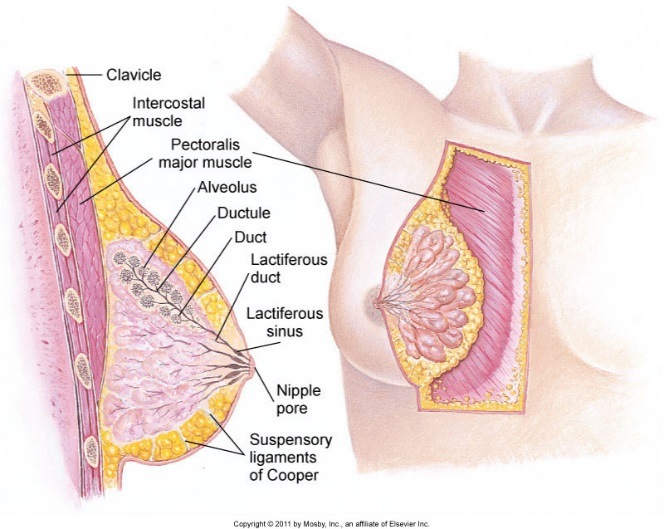 Clavicle
Intercostal
muscle
Pectoralis
major muscle
Alveolus
Ductule
Duct
Lactiferous
duct
Lactiferous
sinus
Nipple
pore
Suspensory
ligaments
of Cooper
Copyright © 2011 by Mosby, Inc., an affiliate of Elsevier Inc.